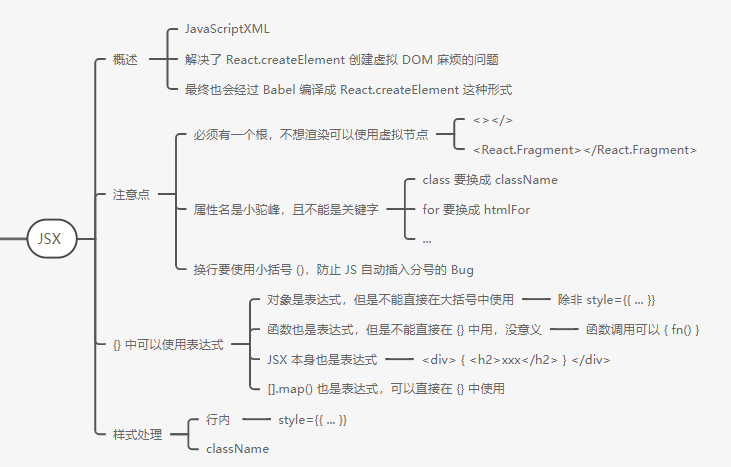 JSX
概述
JavaScriptXML
解决了 React.createElement 创建虚拟 DOM 麻烦的问题
最终也会经过 Babel 编译成 React.createElement 这种形式
注意点
必须有一个根，不想渲染可以使用虚拟节点
<></>
<React.Fragment></React.Fragment>
属性名是小驼峰，且不能是关键字
class 要换成 className
for 要换成 htmlFor
...
换行要使用小括号 ()，防止 JS 自动插入分号的 Bug
{} 中可以使用表达式
对象是表达式，但是不能直接在大括号中使用
除非 style={{ ... }}
函数也是表达式，但是不能直接在 {} 中用，没意义
函数调用可以 { fn() }
JSX 本身也是表达式
<div> { <h2>xxx</h2> } </div>
[].map() 也是表达式，可以直接在 {} 中使用
样式处理
行内
style={{ ... }}
className